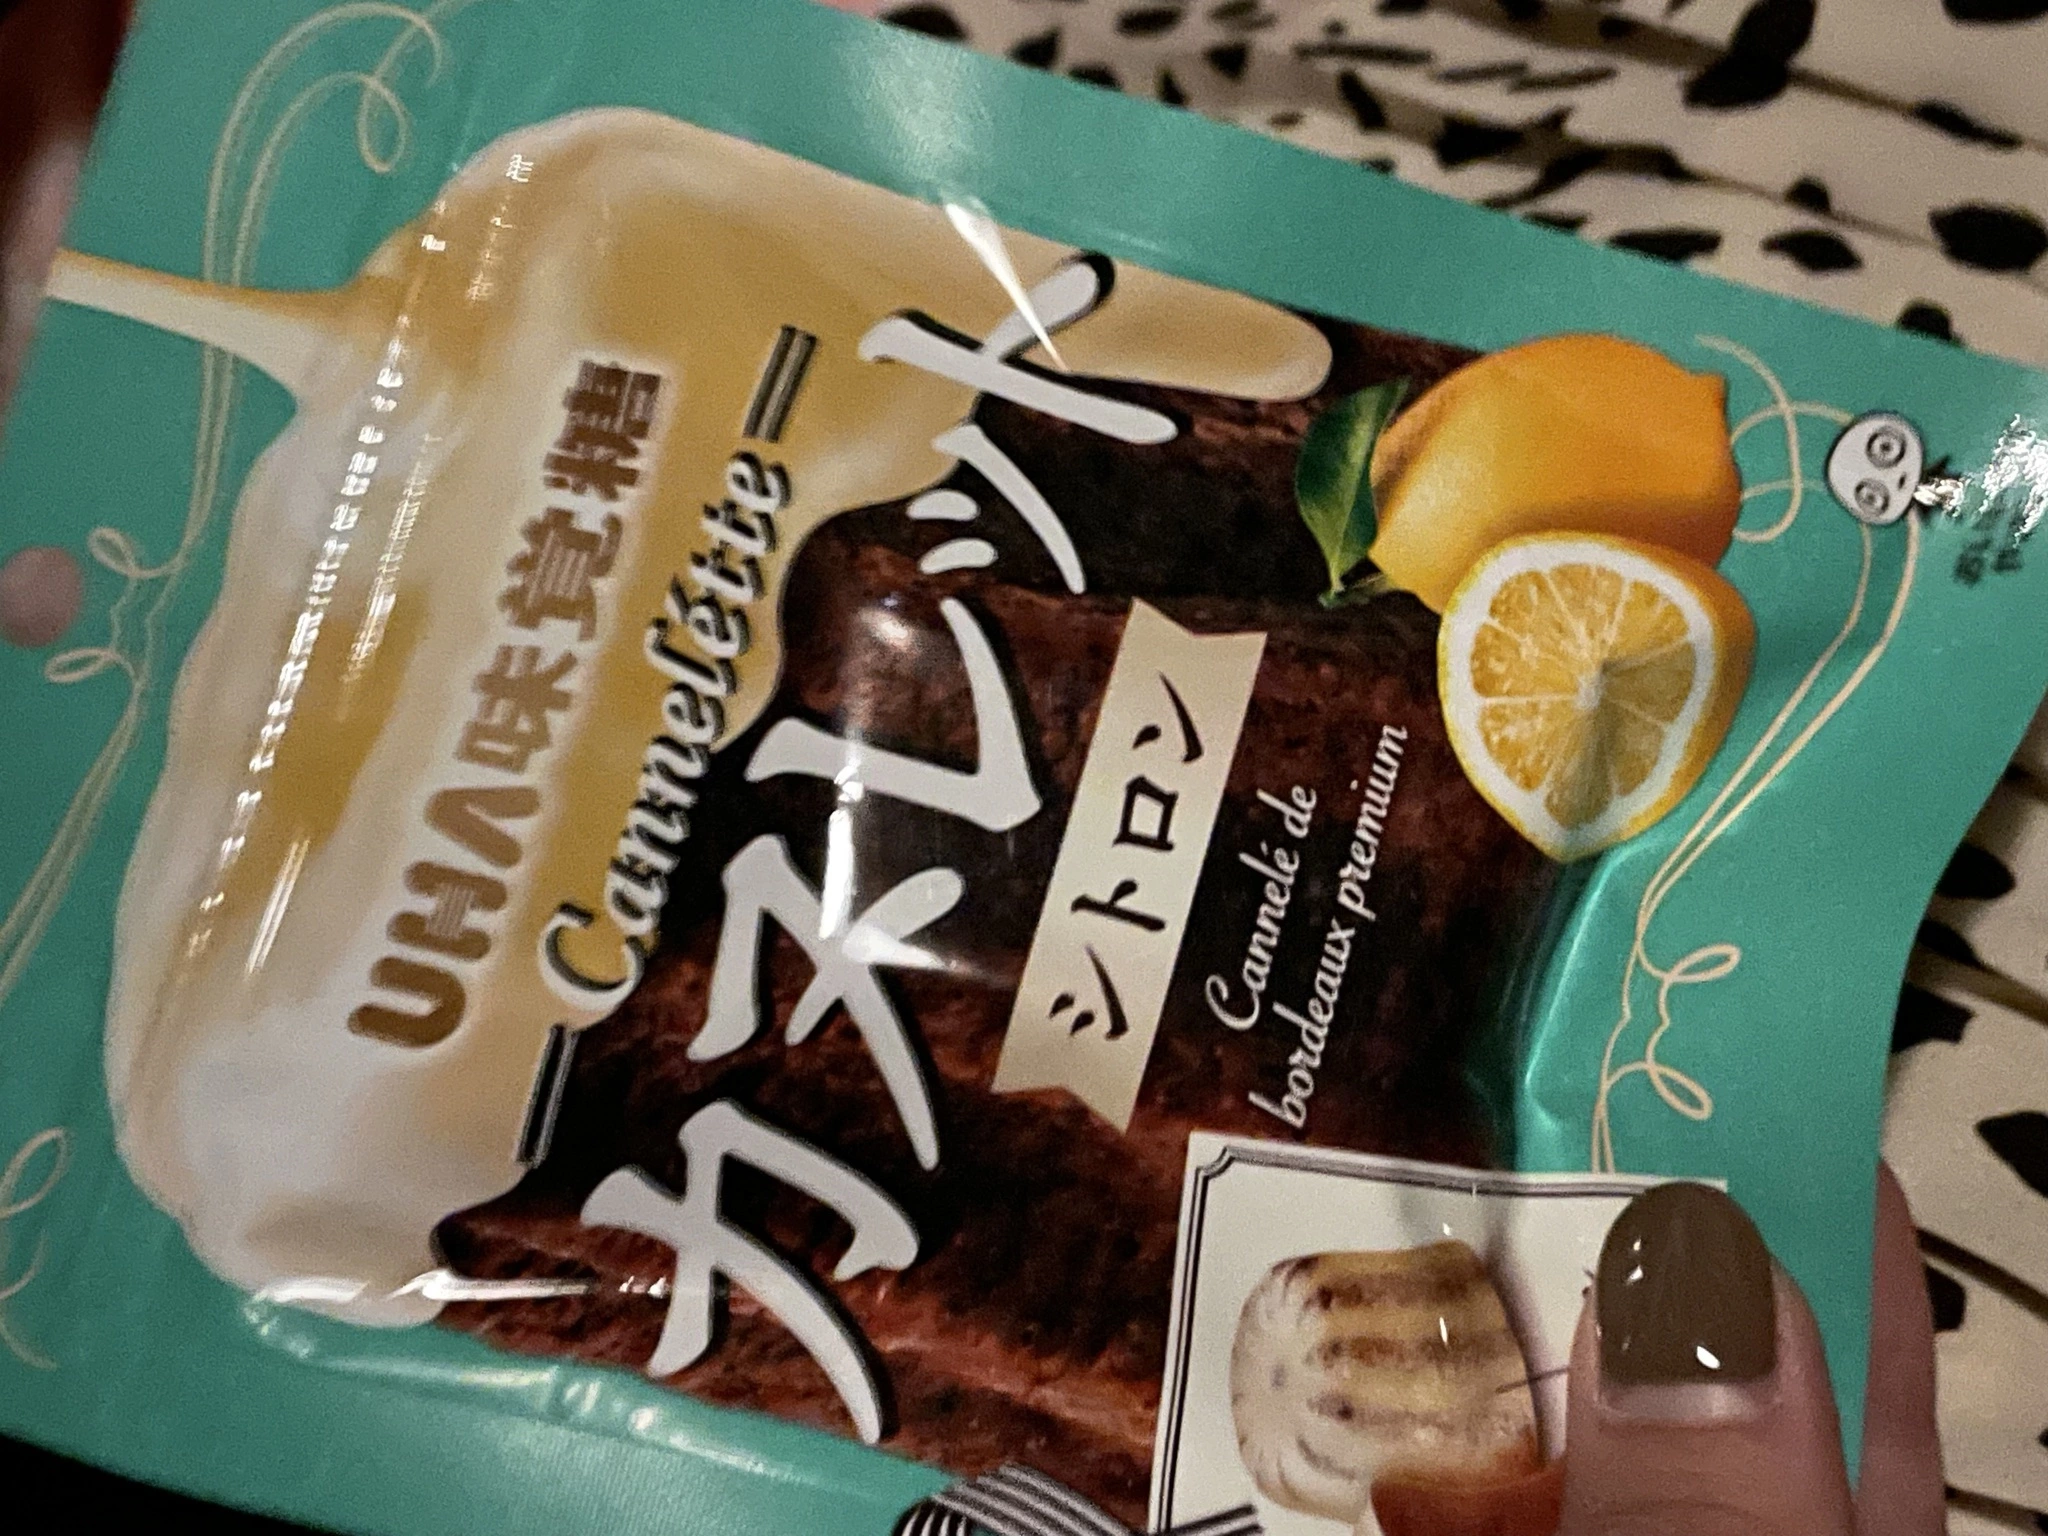 UHA味覚糖
Cannelétte
カヌレット
シトロン
Cannelé de
bordeaux premium